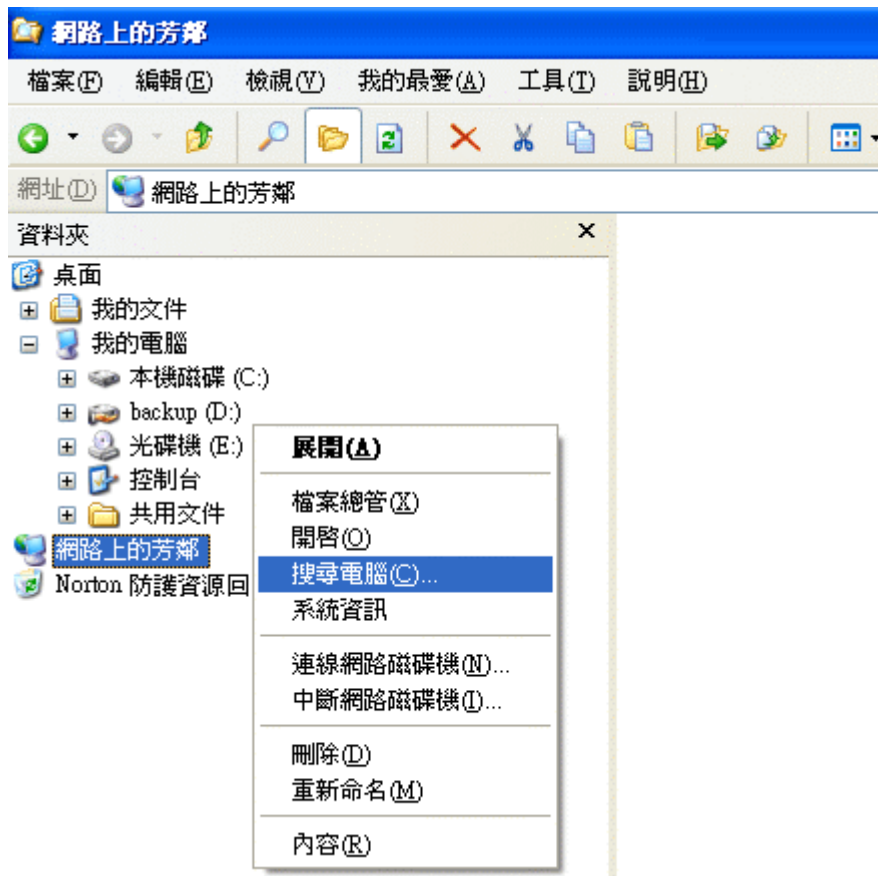 網路上的芳鄰
檔案(F) 編輯(E) 檢視(V) 我的最愛(A) 工具(T) 說明(H)
網址(D) 網路上的芳鄰
資料夾
桌面
我的文件
我的電腦
本機磁碟 (C:)
backup (D:)
光碟機 (E:)
控制台
共用文件
網路上的芳鄰
Norton 防護資源回
展開(A)
檔案總管(X)
開啓(O)
搜尋電腦(C)...
系統資訊
連線網路磁碟機(N)...
中斷網路磁碟機(I)...
刪除(D)
重新命名(M)
內容(R)